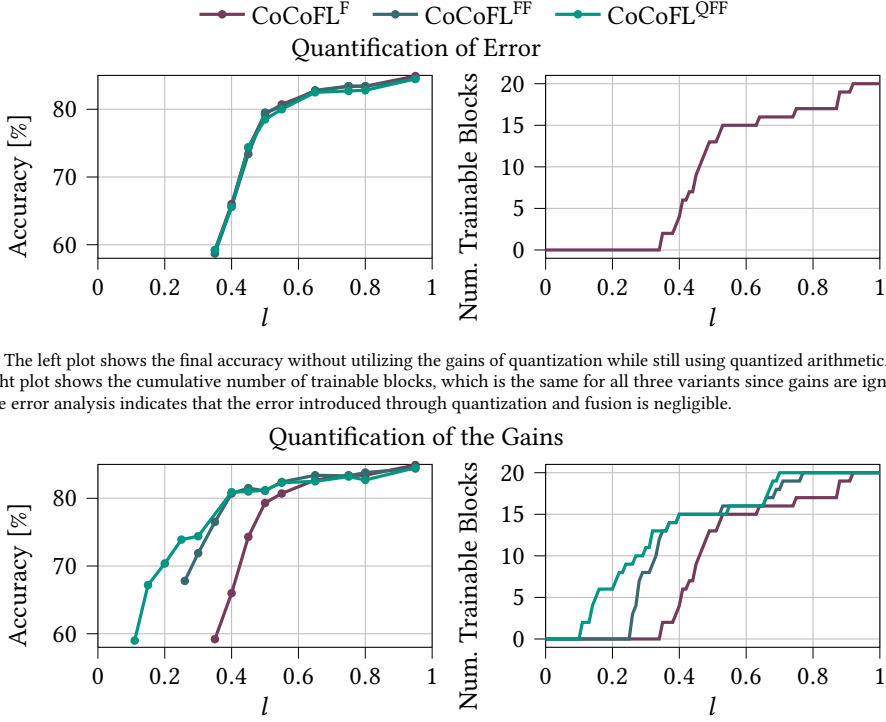 CoCoFL^F CoCoFL^FF CoCoFL^QFF
Quantification of Error
Accuracy [%]
80
70
60
0 0.2 0.4 0.6 0.8 1
l
Num. Trainable Blocks
20
15
10
5
0
0 0.2 0.4 0.6 0.8 1
l
The left plot shows the final accuracy without utilizing the gains of quantization while still using quantized arithmetic.
ht plot shows the cumulative number of trainable blocks, which is the same for all three variants since gains are ign
e error analysis indicates that the error introduced through quantization and fusion is negligible.
Quantification of the Gains
Accuracy [%]
80
70
60
0 0.2 0.4 0.6 0.8 1
l
Num. Trainable Blocks
20
15
10
5
0
0 0.2 0.4 0.6 0.8 1
l